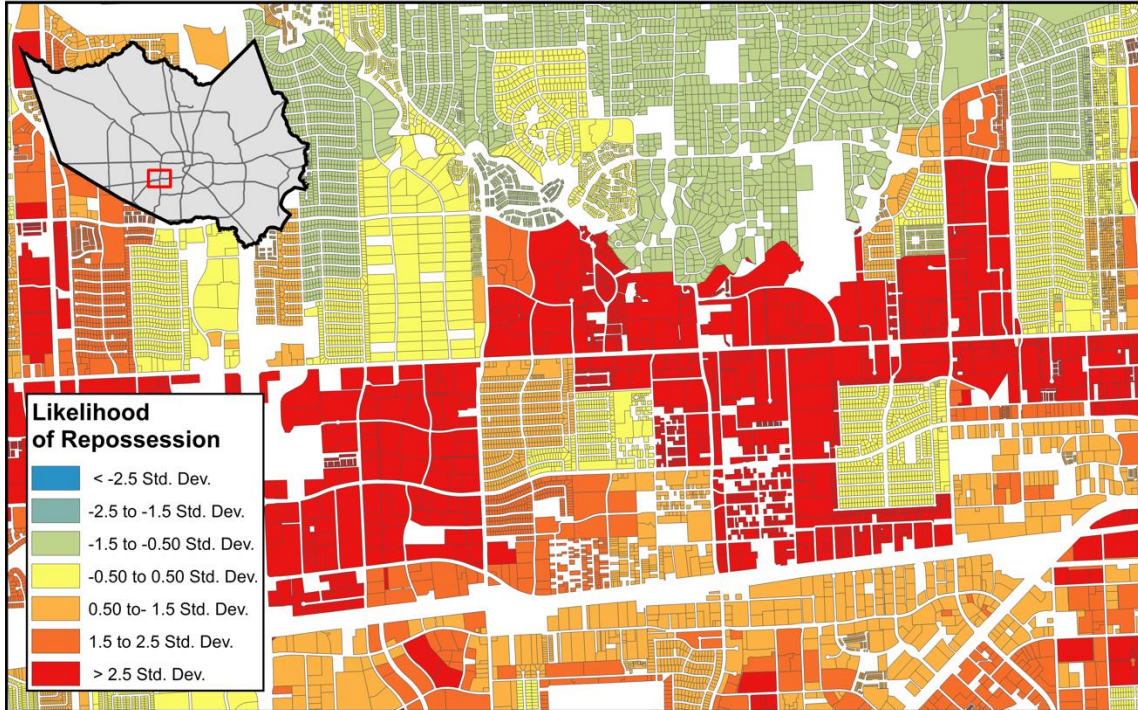 Likelihood
of Repossession
< -2.5 Std. Dev.
-2.5 to -1.5 Std. Dev.
-1.5 to -0.50 Std. Dev.
-0.50 to 0.50 Std. Dev.
0.50 to- 1.5 Std. Dev.
1.5 to 2.5 Std. Dev.
> 2.5 Std. Dev.